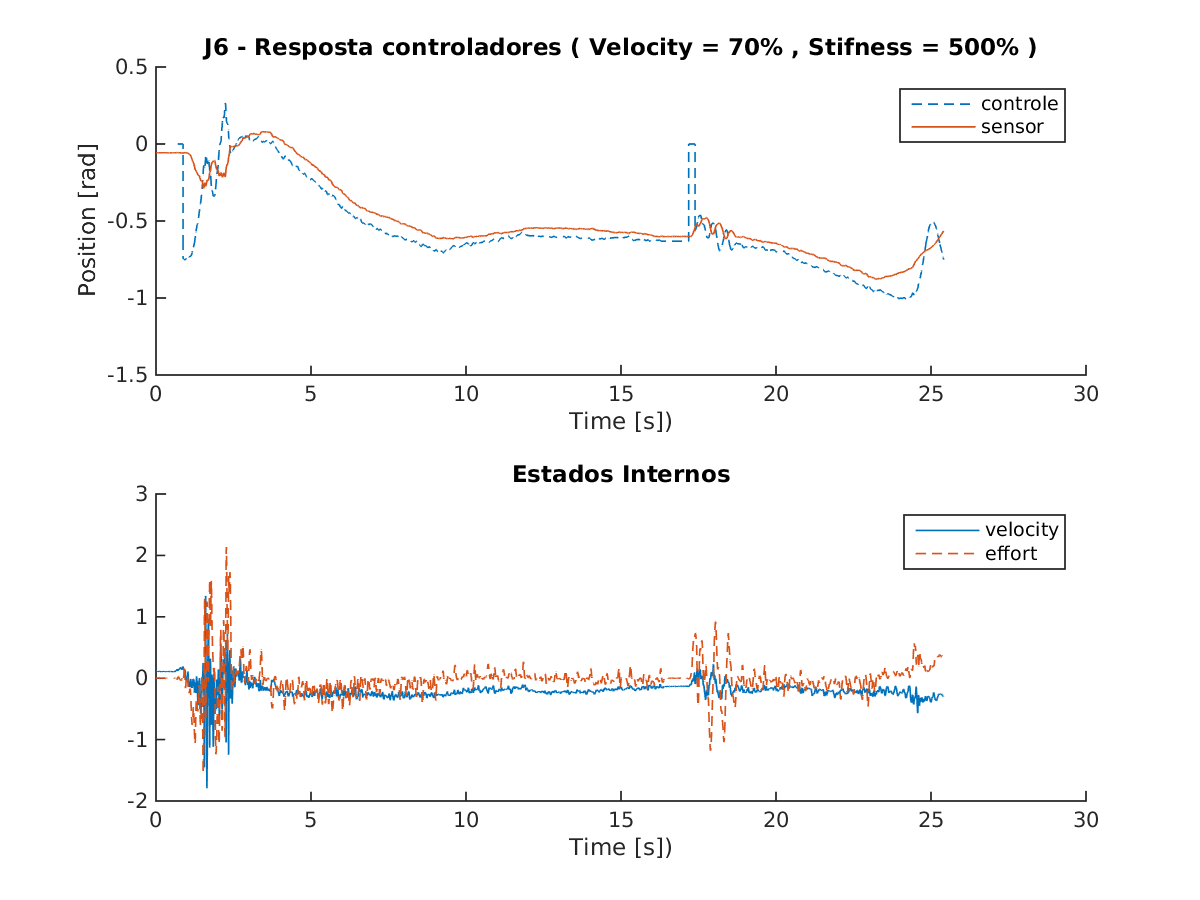 J6 - Resposta controladores ( Velocity = 70% , Stifness = 500% )
0.5
0
-0.5
-1
-1.5
Position [rad]
controle
sensor
0 5 10 15 20 25 30
Time [s])
Estados Internos
3
2
1
0
-1
-2
velocity
effort
0 5 10 15 20 25 30
Time [s])